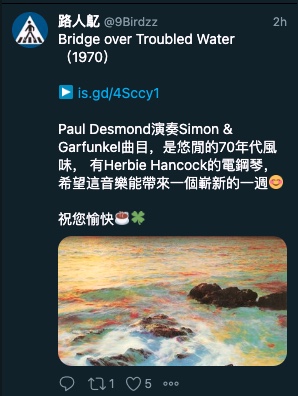 路人髭 @9Birdzz 2h
Bridge over Troubled Water
（1970）
▶️ is.gd/4Sccy1
Paul Desmond演奏Simon &
Garfunkel曲目，是悠閒的70年代風
味， 有Herbie Hancock的電鋼琴，
希望這音樂能帶來一個嶄新的一週😊
祝您愉快☕🍀
1 5